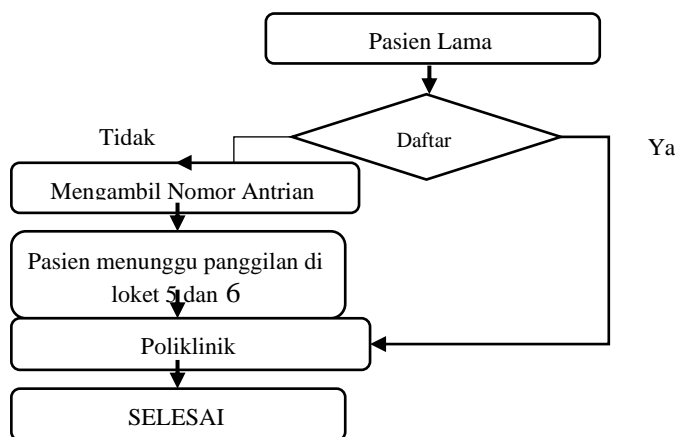 Pasien Lama
Daftar
Tidak
Ya
Mengambil Nomor Antrian
Pasien menunggu panggilan di
loket 5 dan 6
Poliklinik
SELESAI